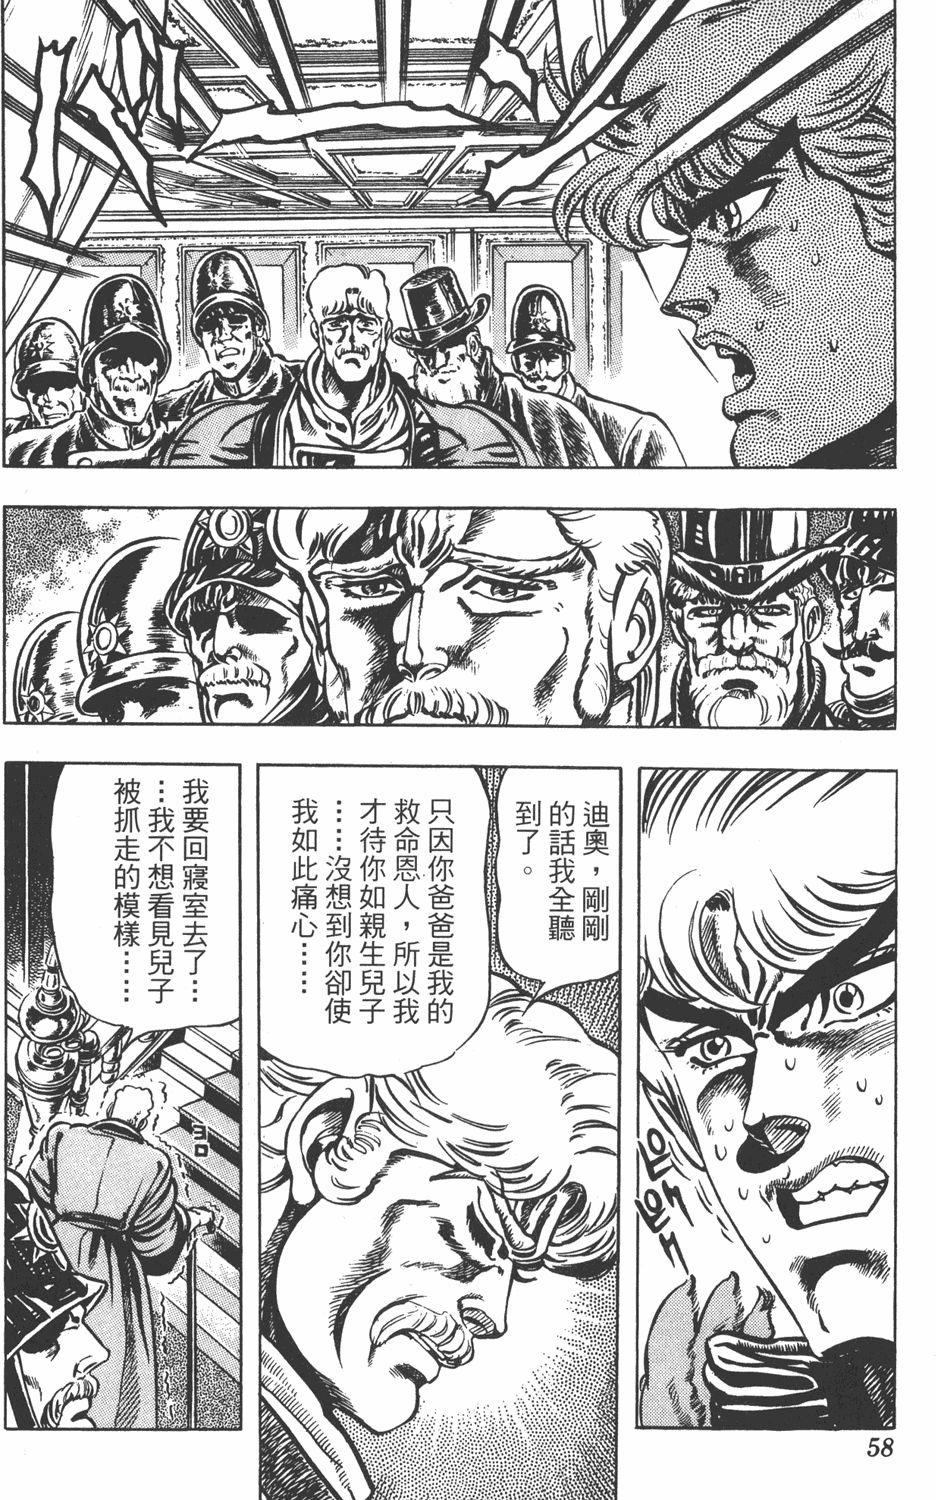 迪奧，剛剛
的話我全聽
到了。
只因你爸爸是我的
救命恩人，所以我
才待你如親生兒子
……沒想到你卻使
我如此痛心……
我要回寢室去了…
…我不想看見兒子
被抓走的模樣……
ヨロ
58